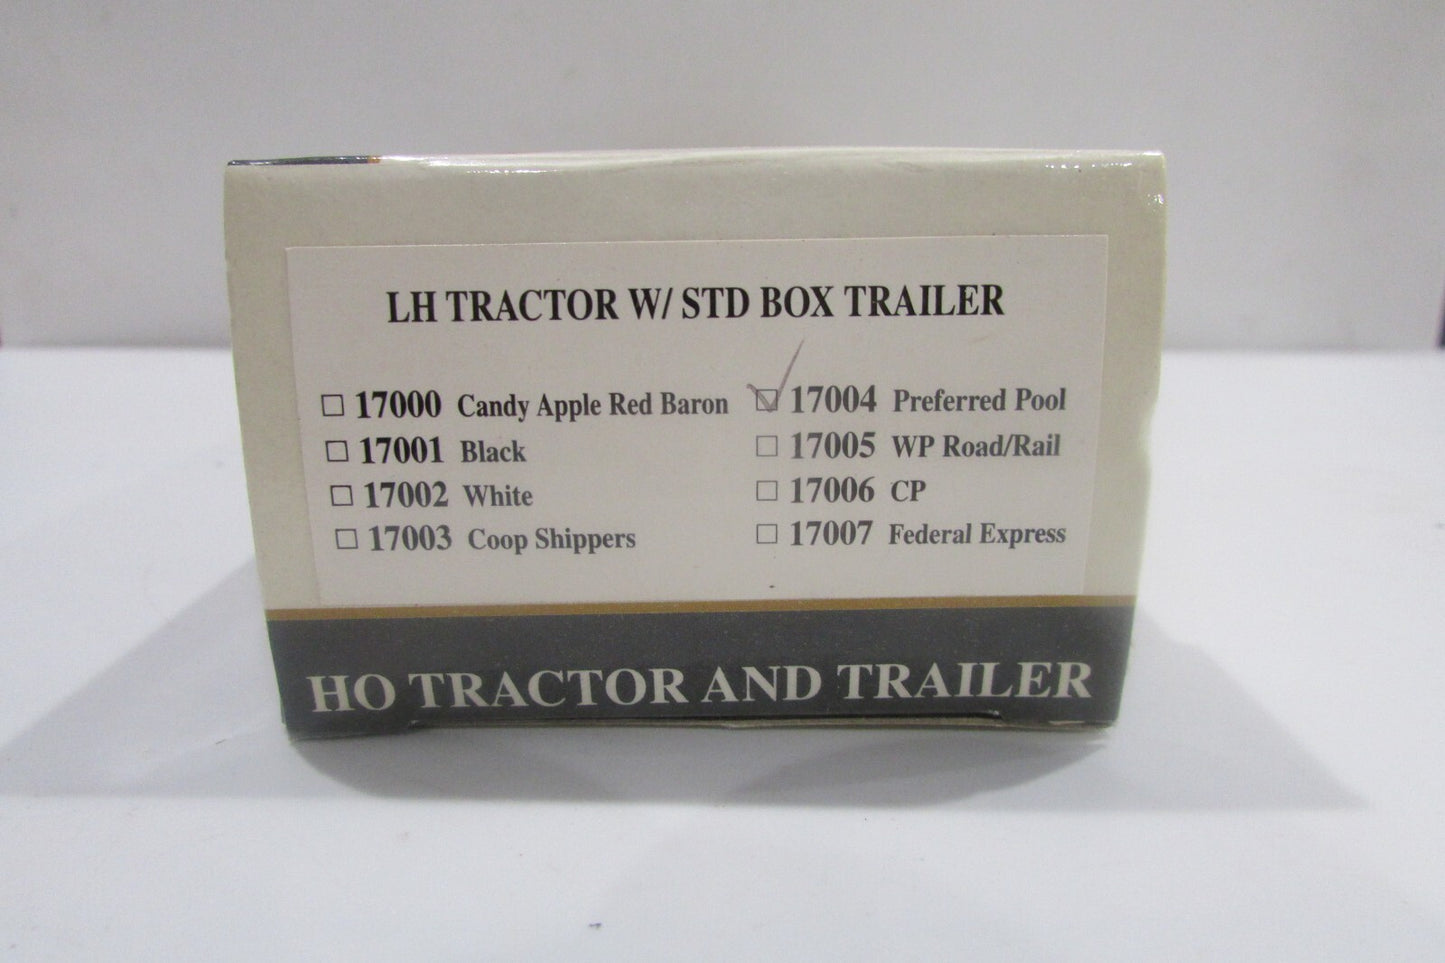 LH TRACTOR W/ STD BOX TRAILER
☐ 17000 Candy Apple Red Baron
☐ 17001 Black
☐ 17002 White
☐ 17003 Coop Shippers
☑ 17004 Preferred Pool
☐ 17005 WP Road/Rail
☐ 17006 CP
☐ 17007 Federal Express
HO TRACTOR AND TRAILER